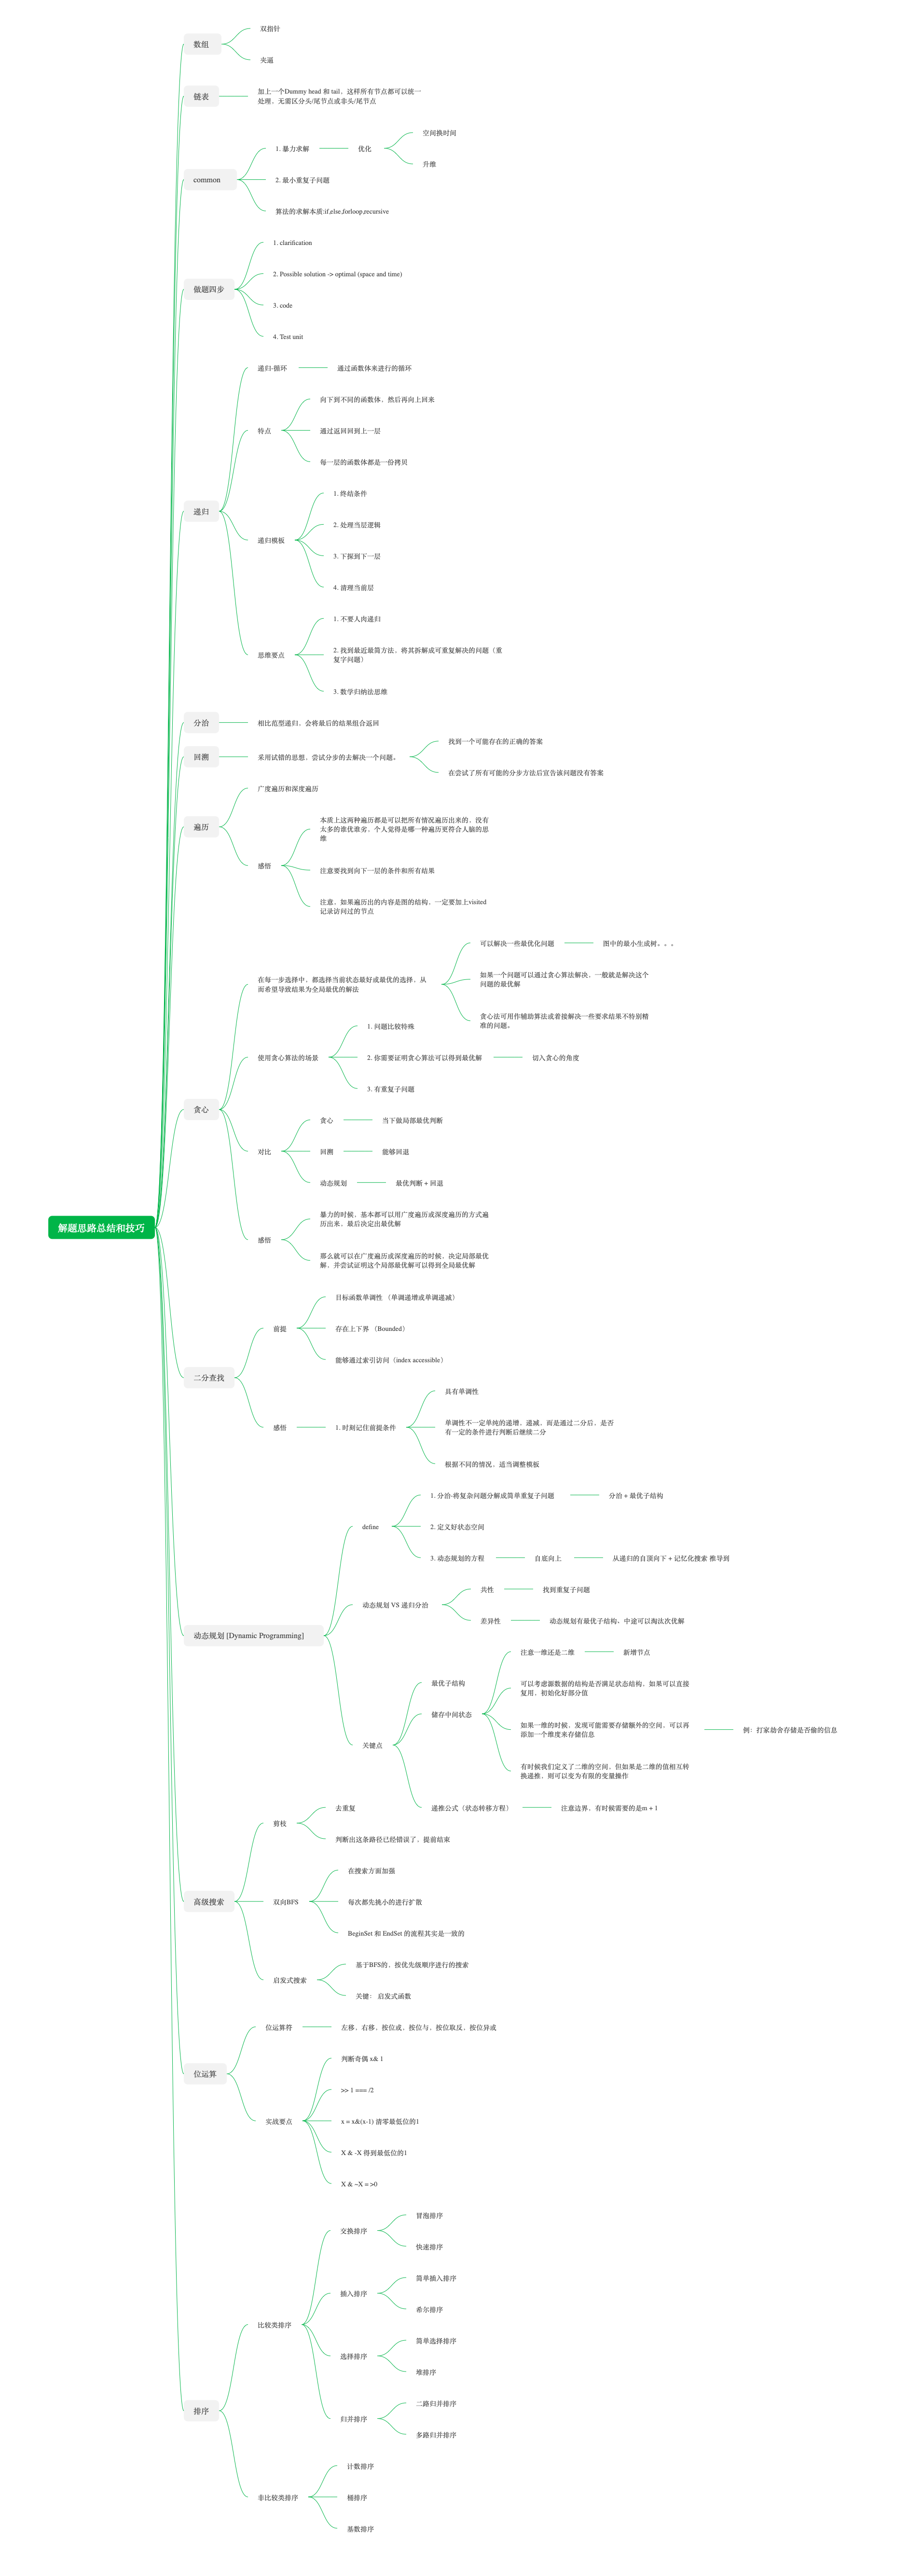 解题思路总结和技巧
数组
双指针
夹逼
链表
加上一个Dummy head 和 tail，这样所有节点都可以统一
处理，无需区分头/尾节点或非头/尾节点
common
1. 暴力求解
优化
空间换时间
升维
2. 最小重复子问题
算法的求解本质:if,else,forloop,recursive
做题四步
1. clarification
2. Possible solution -> optimal (space and time)
3. code
4. Test unit
递归
递归-循环
通过函数体来进行的循环
特点
向下到不同的函数体，然后再向上回来
通过返回回到上一层
每一层的函数体都是一份拷贝
递归模板
1. 终结条件
2. 处理当层逻辑
3. 下探到下一层
4. 清理当前层
思维要点
1. 不要人肉递归
2. 找到最近最简方法，将其拆解成可重复解决的问题（重
复字问题）
3. 数学归纳法思维
分治
相比范型递归，会将最后的结果组合返回
回溯
采用试错的思想，尝试分步的去解决一个问题。
找到一个可能存在的正确的答案
在尝试了所有可能的分步方法后宣告该问题没有答案
遍历
广度遍历和深度遍历
感悟
本质上这两种遍历都是可以把所有情况遍历出来的，没有
太多的谁优谁劣，个人觉得是哪一种遍历更符合人脑的思
维
注意要找到向下一层的条件和所有结果
注意，如果遍历出的内容是图的结构，一定要加上visited
记录访问过的节点
贪心
在每一步选择中，都选择当前状态最好或最优的选择，从
而希望导致结果为全局最优的解法
可以解决一些最优化问题
图中的最小生成树。。。
如果一个问题可以通过贪心算法解决，一般就是解决这个
问题的最优解
贪心法可用作辅助算法或着接解决一些要求结果不特别精
准的问题。
使用贪心算法的场景
1. 问题比较特殊
2. 你需要证明贪心算法可以得到最优解
切入贪心的角度
3. 有重复子问题
对比
贪心
当下做局部最优判断
回溯
能够回退
动态规划
最优判断 + 回退
感悟
暴力的时候，基本都可以用广度遍历或深度遍历的方式遍
历出来，最后决定出最优解
那么就可以在广度遍历或深度遍历的时候，决定局部最优
解，并尝试证明这个局部最优解可以得到全局最优解
二分查找
前提
目标函数单调性 （单调递增或单调递减）
存在上下界 （Bounded）
能够通过索引访问（index accessible）
感悟
1. 时刻记住前提条件
具有单调性
单调性不一定单纯的递增，递减，而是通过二分后，是否
有一定的条件进行判断后继续二分
根据不同的情况，适当调整模板
动态规划 [Dynamic Programming]
define
1. 分治-将复杂问题分解成简单重复子问题
分治 + 最优子结构
2. 定义好状态空间
3. 动态规划的方程
自底向上
从递归的自顶向下 + 记忆化搜索 推导到
动态规划 VS 递归分治
共性
找到重复子问题
差异性
动态规划有最优子结构，中途可以淘汰次优解
关键点
最优子结构
储存中间状态
注意一维还是二维
新增节点
可以考虑源数据的结构是否满足状态结构，如果可以直接
复用，初始化好部分值
如果一维的时候，发现可能需要存储额外的空间，可以再
添加一个维度来存储信息
例：打家劫舍存储是否偷的信息
有时候我们定义了二维的空间，但如果是二维的值相互转
换递推，则可以变为有限的变量操作
递推公式（状态转移方程）
注意边界，有时候需要的是m + 1
高级搜索
剪枝
去重复
判断出这条路径已经错误了，提前结束
双向BFS
在搜索方面加强
每次都先挑小的进行扩散
BeginSet 和 EndSet 的流程其实是一致的
启发式搜索
基于BFS的，按优先级顺序进行的搜索
关键： 启发式函数
位运算
位运算符
左移，右移，按位或，按位与，按位取反，按位异或
实战要点
判断奇偶 x& 1
>> 1 === /2
x = x&(x-1) 清零最低位的1
X & -X 得到最低位的1
X & ~X = >0
排序
比较类排序
交换排序
冒泡排序
快速排序
插入排序
简单插入排序
希尔排序
选择排序
简单选择排序
堆排序
归并排序
二路归并排序
多路归并排序
非比较类排序
计数排序
桶排序
基数排序